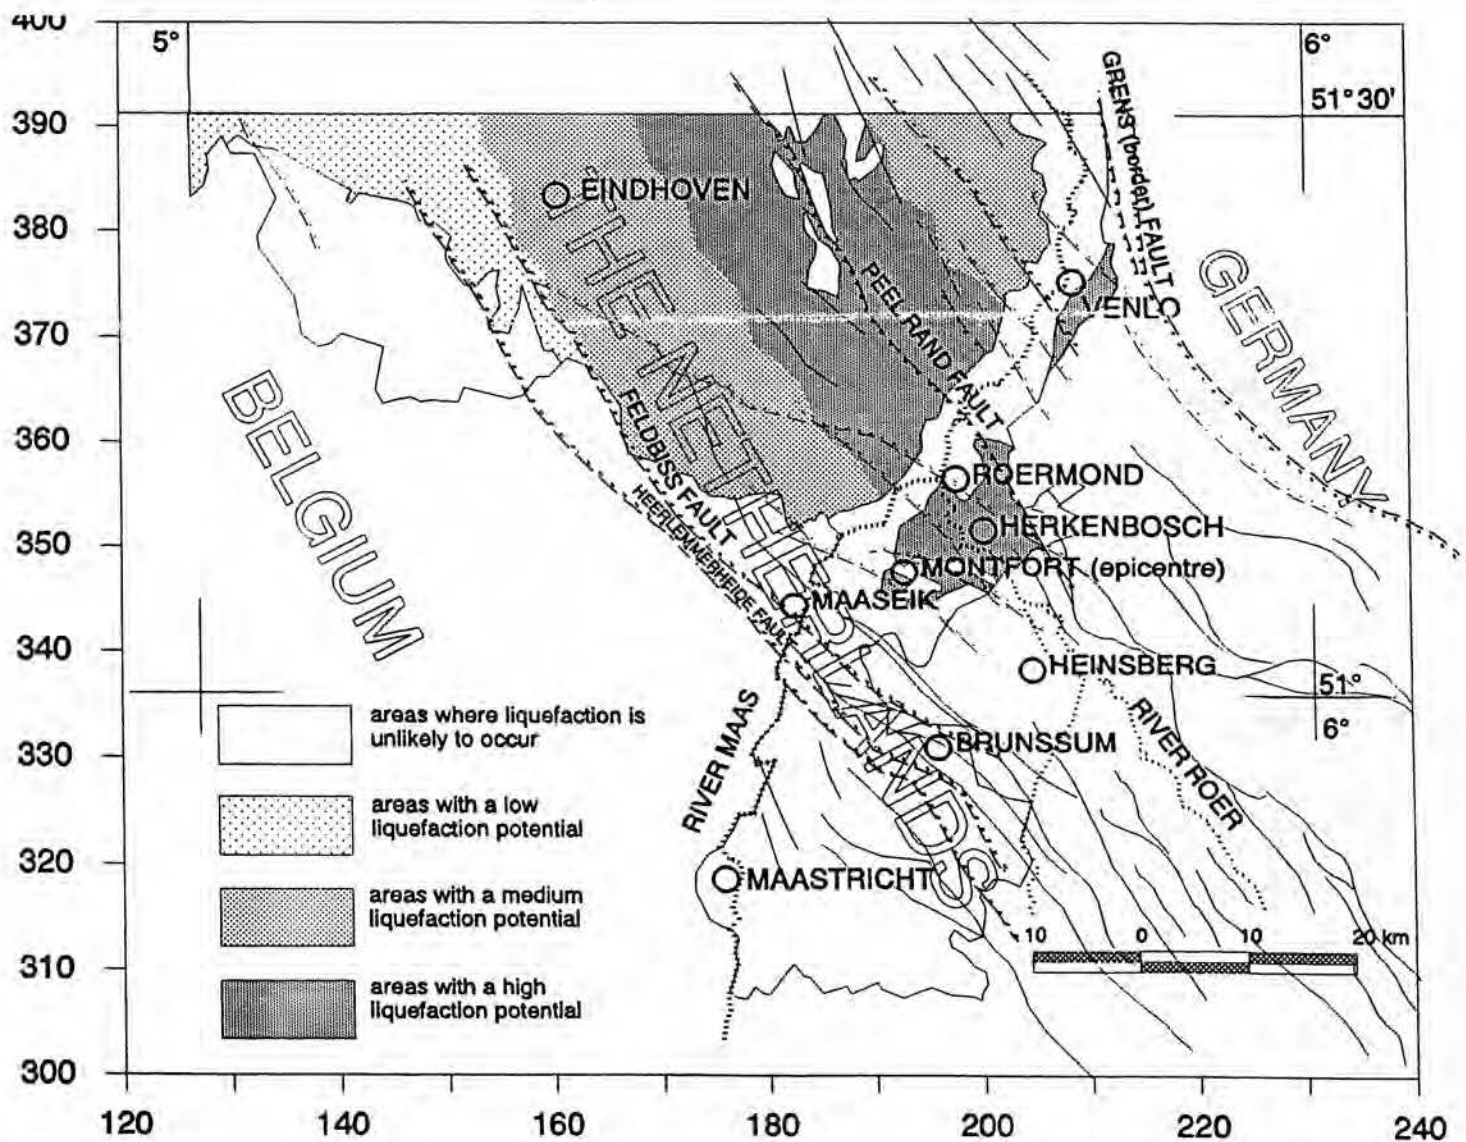 400
390
380
370
360
350
340
330
320
310
300
120
140
160
180
200
220
240
5°
6°
51° 30'
GRENS (border) FAULT
EINDHOVEN
THE NETHERLANDS
PEEL RAND FAULT
VENLO
GERMANY
BELGIUM
FELDBISS FAULT
HEERLEMMERHEIDE FAULT
ROERMOND
HERKENBOSCH
MONTFORT (epicentre)
MAASEIK
HEINSBERG
51°
6°
BRUNSSUM
RIVER MAAS
RIVER ROER
MAASTRICHT
areas where liquefaction is
unlikely to occur
areas with a low
liquefaction potential
areas with a medium
liquefaction potential
areas with a high
liquefaction potential
10 0 10 20 km